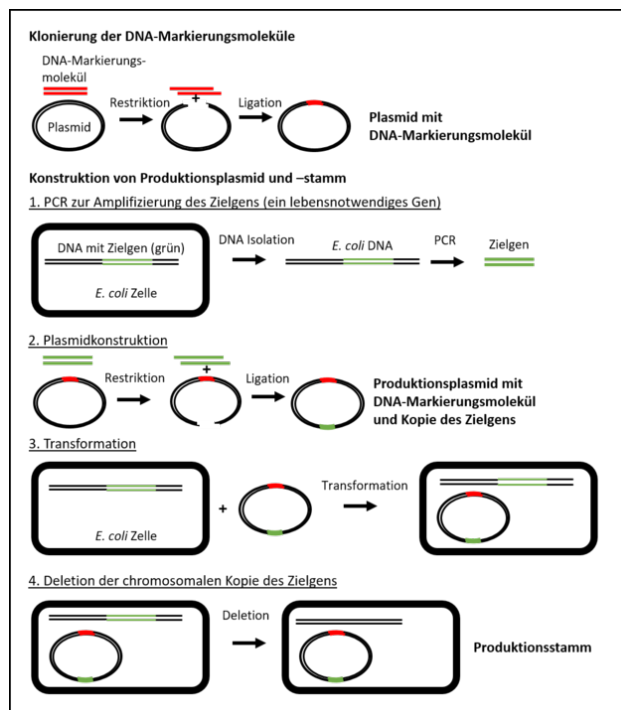 Klonierung der DNA-Markierungsmoleküle
DNA-Markierungs-
molekül
Restriktion
Ligation
+
Plasmid
Plasmid mit
DNA-Markierungsmolekül
Konstruktion von Produktionsplasmid und –stamm
1. PCR zur Amplifizierung des Zielgens (ein lebensnotwendiges Gen)
DNA mit Zielgen (grün)
E. coli Zelle
DNA Isolation
E. coli DNA
PCR
Zielgen
2. Plasmidkonstruktion
+
Restriktion
Ligation
Produktionsplasmid mit
DNA-Markierungsmolekül
und Kopie des Zielgens
3. Transformation
E. coli Zelle
+
Transformation
4. Deletion der chromosomalen Kopie des Zielgens
Deletion
Produktionsstamm